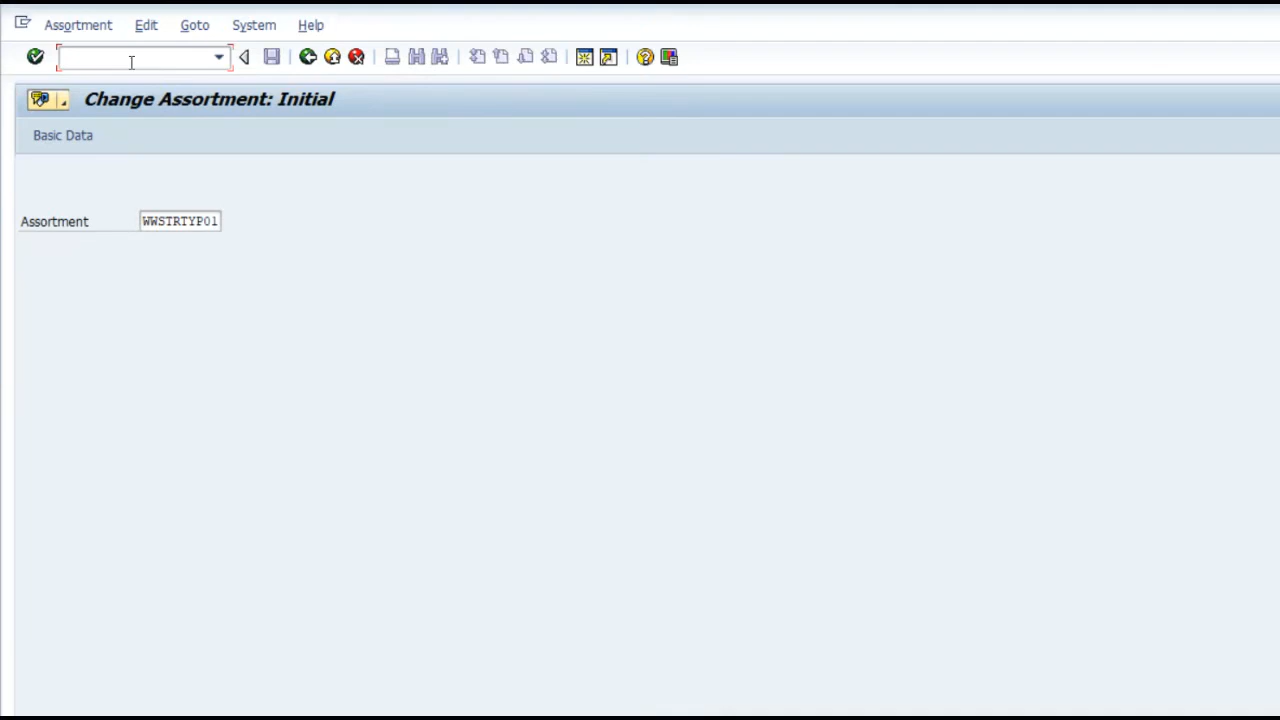 Assortment Edit Goto System Help
Change Assortment: Initial
Basic Data
Assortment WWSTRTYP01